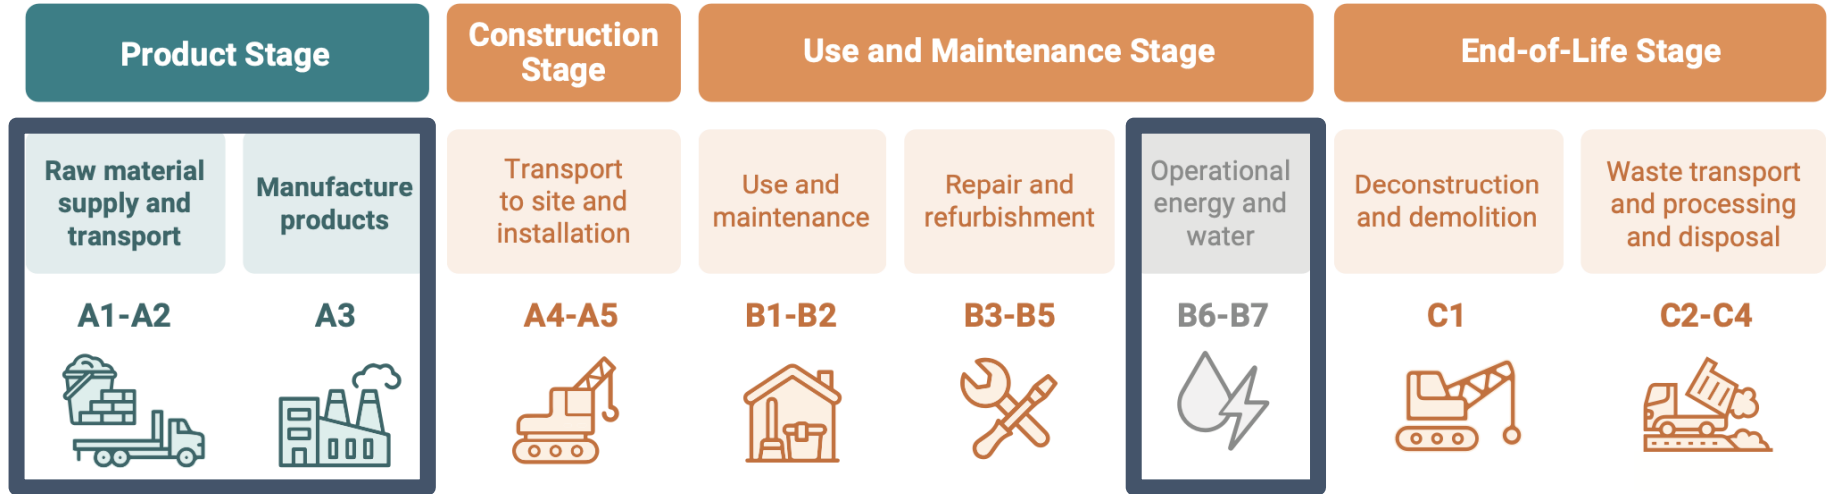 Product Stage
Construction
Stage
Use and Maintenance Stage
End-of-Life Stage
Raw material
supply and
transport
Manufacture
products
Transport
to site and
installation
Use and
maintenance
Repair and
refurbishment
Operational
energy and
water
Deconstruction
and demolition
Waste transport
and processing
and disposal
A1-A2
A3
A4-A5
B1-B2
B3-B5
B6-B7
C1
C2-C4